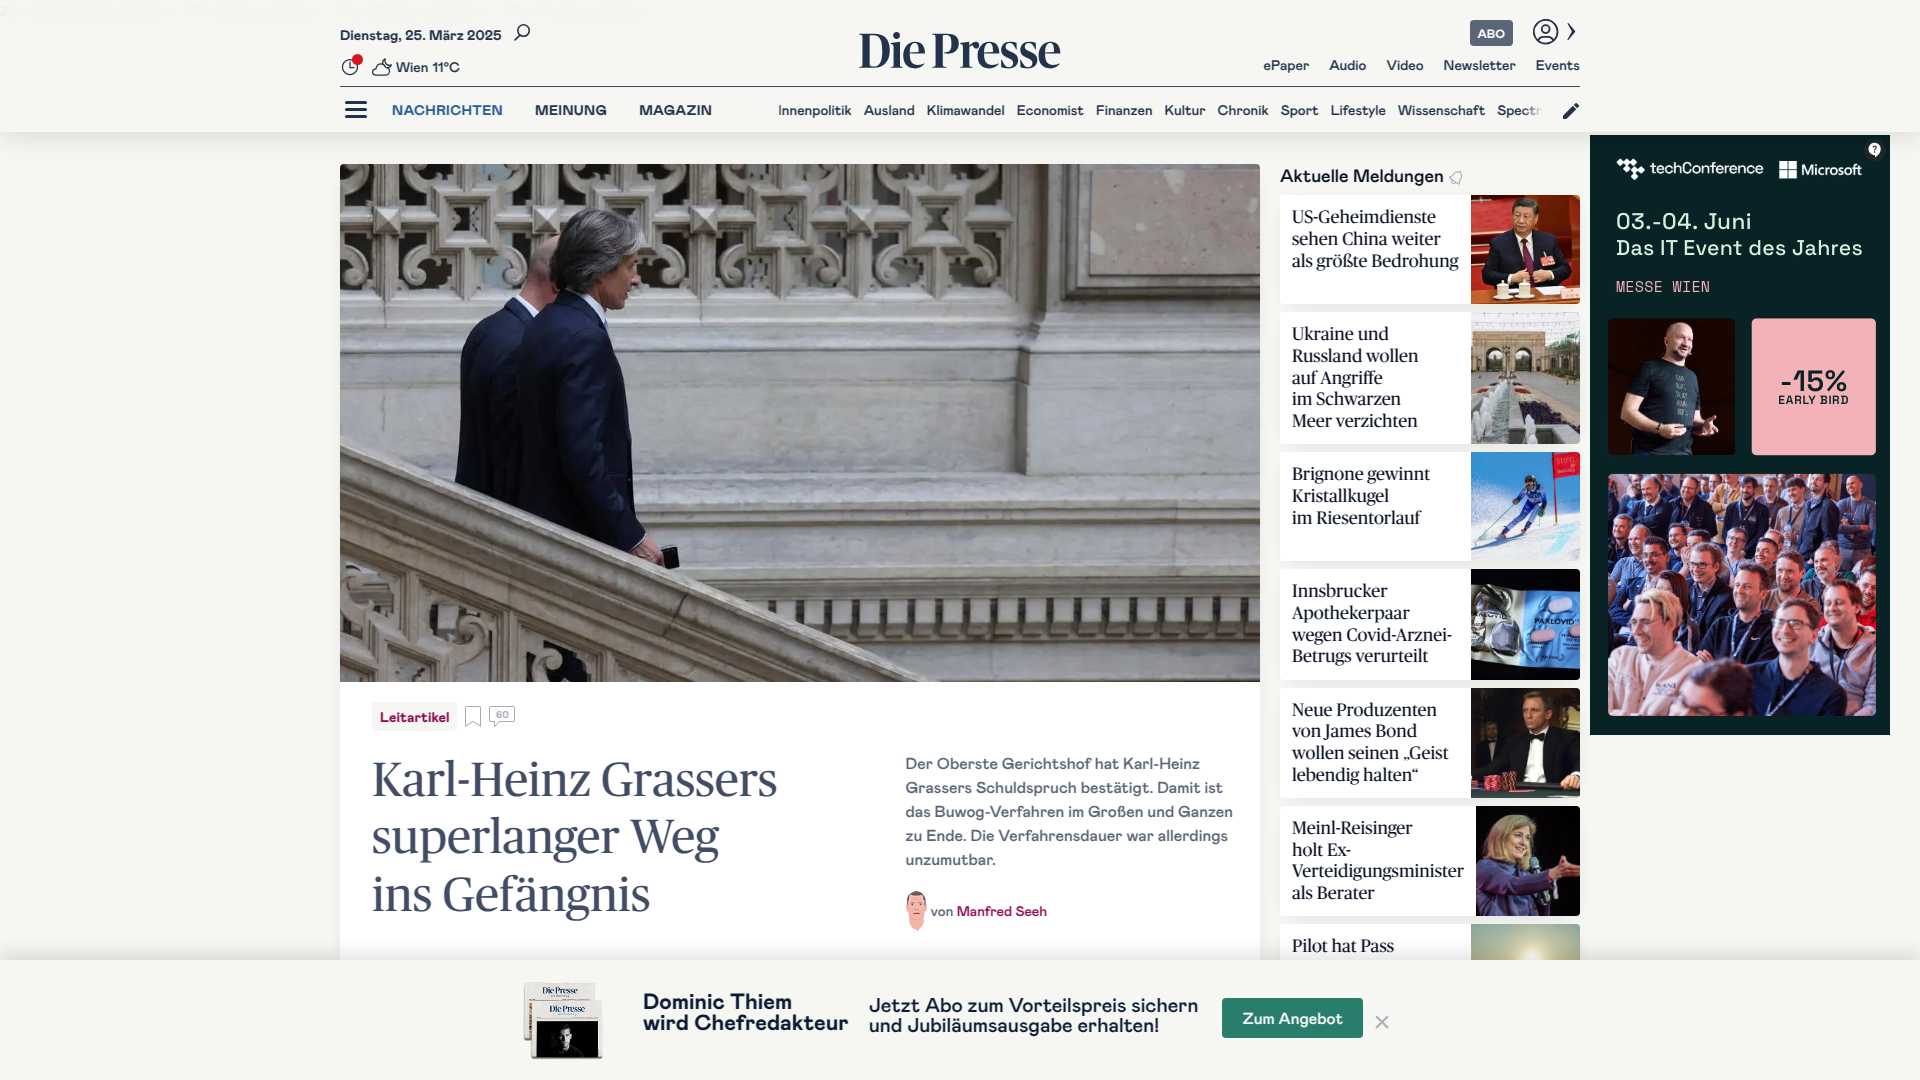 Dienstag, 25. März 2025
Wien 11°C
Die Presse
ABO
ePaper Audio Video Newsletter Events
NACHRICHTEN MEINUNG MAGAZIN
Innenpolitik Ausland Klimawandel Economist Finanzen Kultur Chronik Sport Lifestyle Wissenschaft Spectr
Leitartikel
60
Karl-Heinz Grassers
superlanger Weg
ins Gefängnis
Der Oberste Gerichtshof hat Karl-Heinz
Grassers Schuldspruch bestätigt. Damit ist
das Buwog-Verfahren im Großen und Ganzen
zu Ende. Die Verfahrensdauer war allerdings
unzumutbar.
von Manfred Seeh
Aktuelle Meldungen
US-Geheimdienste
sehen China weiter
als größte Bedrohung
Ukraine und
Russland wollen
auf Angriffe
im Schwarzen
Meer verzichten
Brignone gewinnt
Kristallkugel
im Riesentorlauf
Innsbrucker
Apothekerpaar
wegen Covid-Arznei-
Betrugs verurteilt
PAXLOVID
Neue Produzenten
von James Bond
wollen seinen „Geist
lebendig halten“
Meinl-Reisinger
holt Ex-
Verteidigungsminister
als Berater
Pilot hat Pass
techConference Microsoft
03.-04. Juni
Das IT Event des Jahres
MESSE WIEN
-15%
EARLY BIRD
Die Presse
Die Presse
Dominic Thiem
wird Chefredakteur
Jetzt Abo zum Vorteilspreis sichern
und Jubiläumsausgabe erhalten!
Zum Angebot